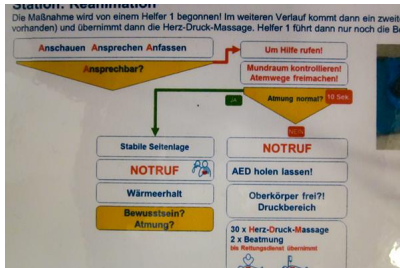 Station: Reanimation
Die Maßnahme wird von einem Helfer 1 begonnen! Im weiteren Verlauf kommt dann ein
vorhanden) und übernimmt dann die Herz-Druck-Massage. Helfer 1 führt dann nur noch die
Anschauen Ansprechen Anfassen
Ansprechbar?
Um Hilfe rufen!
Mundraum kontrollieren!
Atemwege freimachen!
Atmung normal?
10 Sek
JA
NEIN
Stabile Seitenlage
NOTRUF
Wärmeerhalt
Bewusstsein?
Atmung?
NOTRUF
AED holen lassen!
Oberkörper frei?!
Druckbereich
30 x Herz-Druck-Massage
2 x Beatmung
bis Rettungsdienst übernimmt